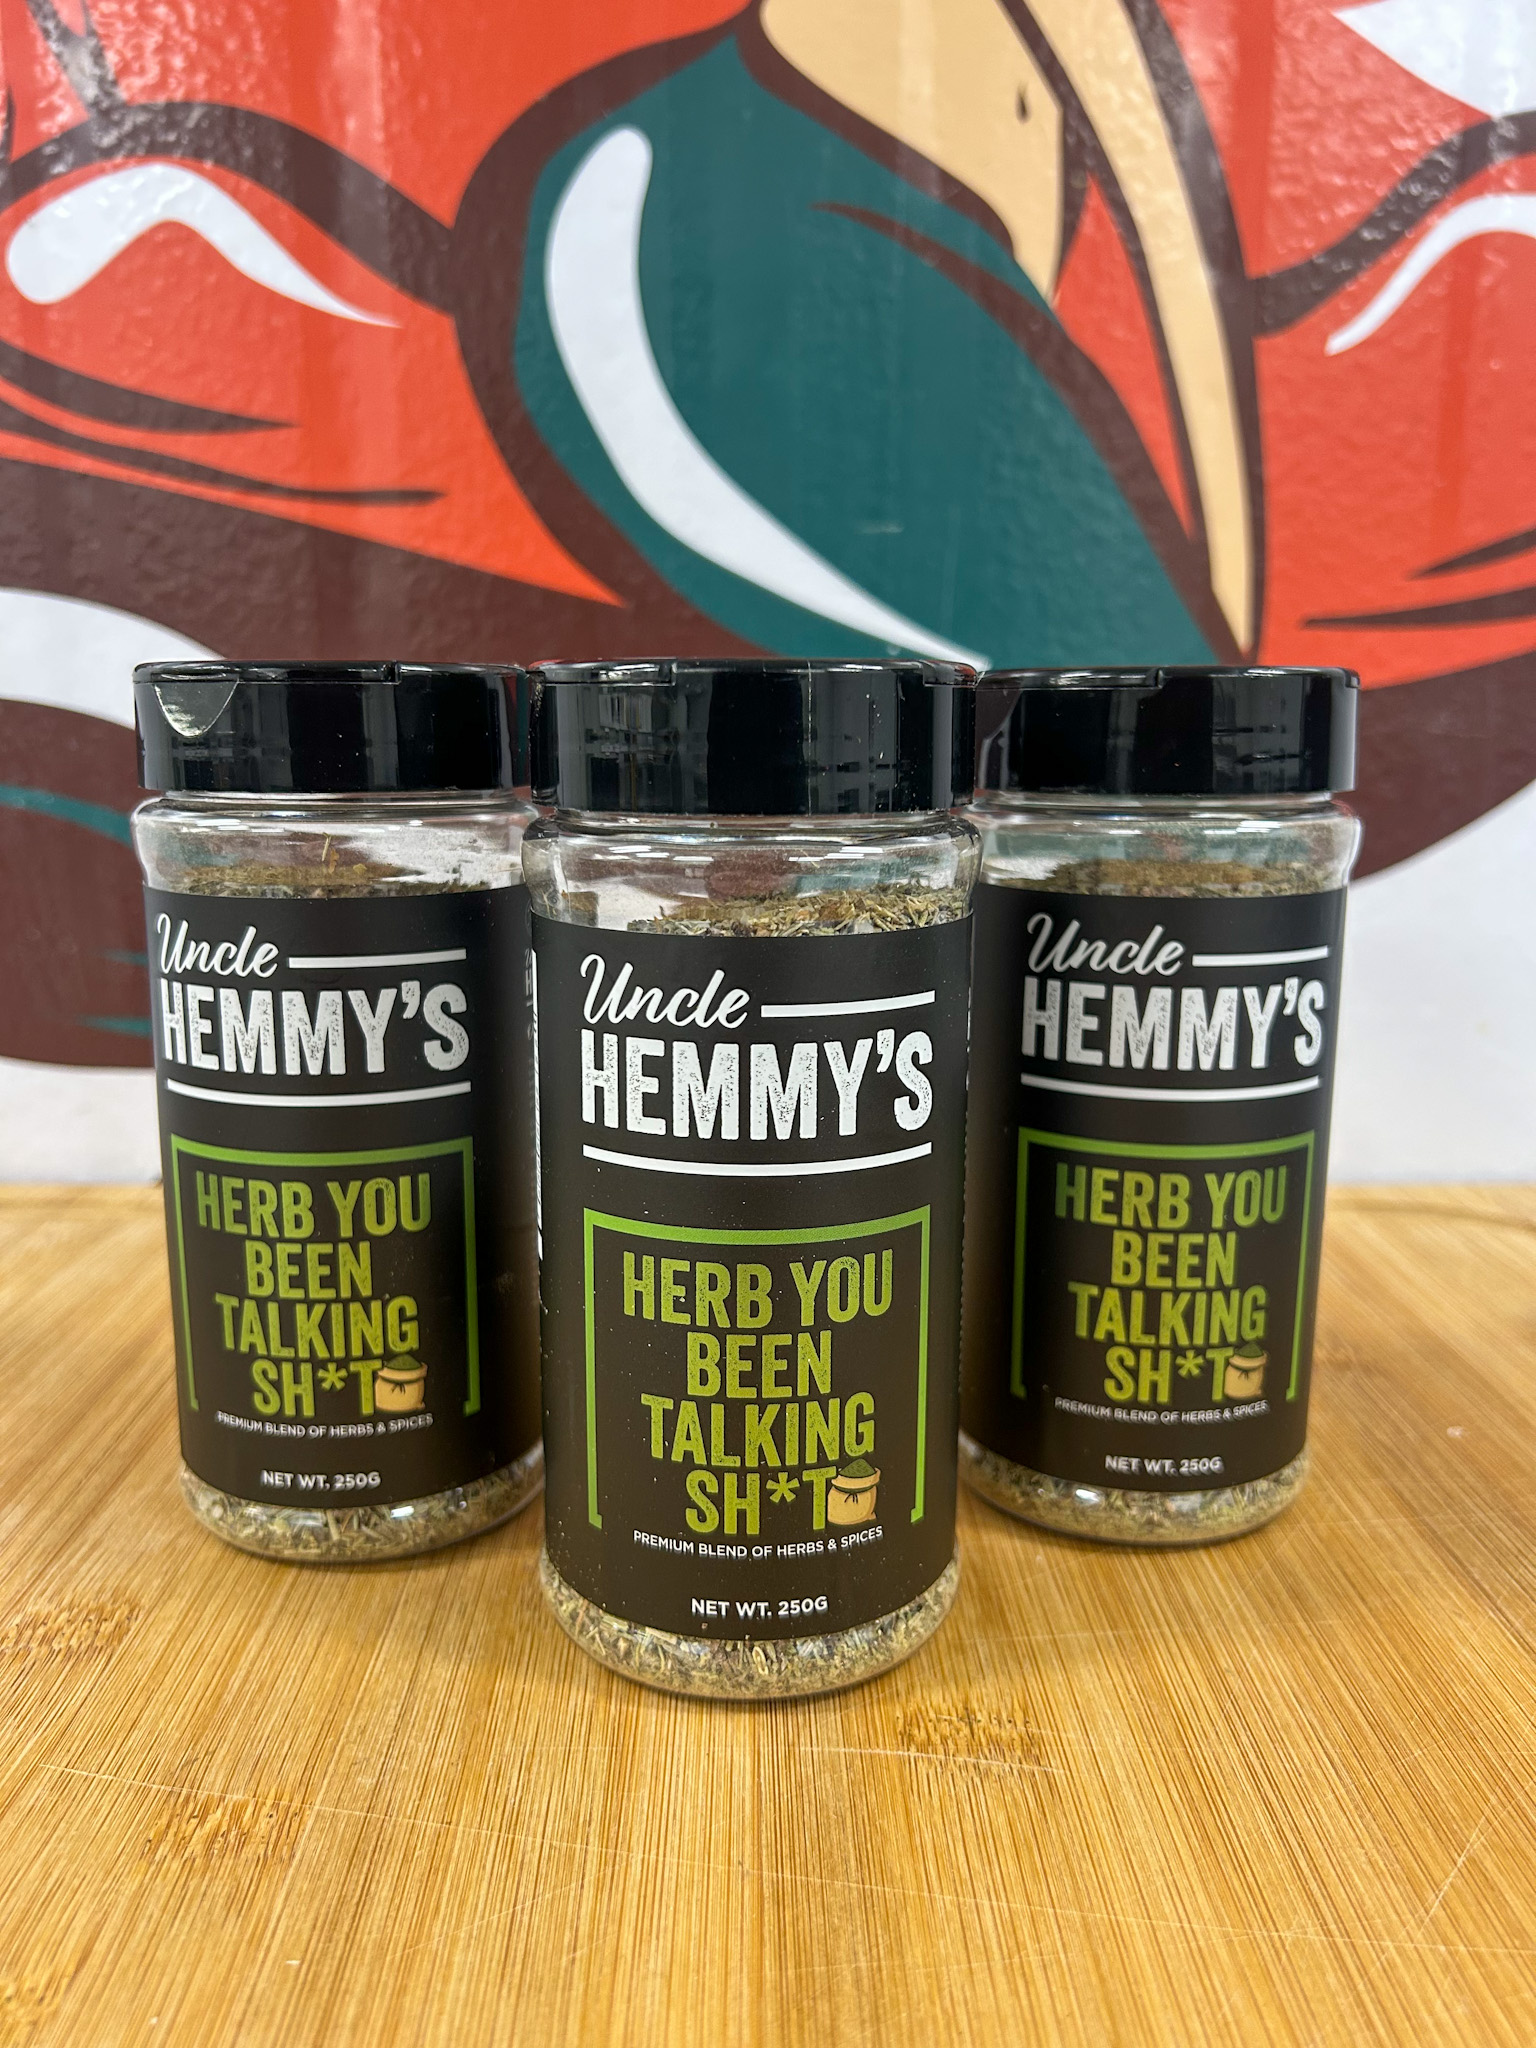 Uncle
HEMMY'S
HERB YOU
BEEN
TALKING
SH*T
PREMIUM BLEND OF HERBS & SPICES
NET WT. 250G
Uncle
HEMMY'S
HERB YOU
BEEN
TALKING
SH*T
PREMIUM BLEND OF HERBS & SPICES
NET WT. 250G
Uncle
HEMMY'S
HERB YOU
BEEN
TALKING
SH*T
PREMIUM BLEND OF HERBS & SPICES
NET WT. 250G